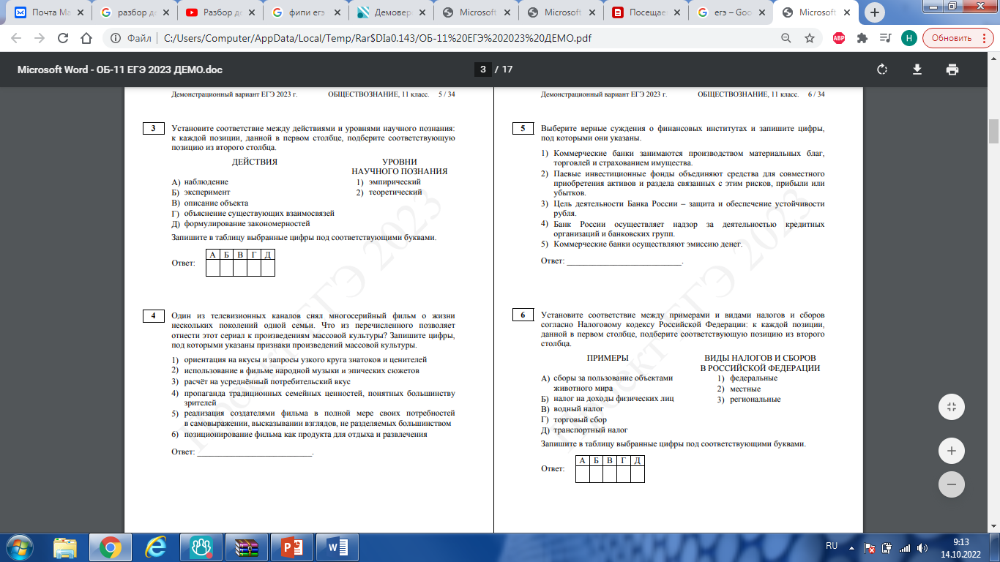 Почта Ма
разбор де
Разбор де
фипи егэ
Демовер
Microsoft
Microsoft
Посещае
егэ – Goo
Microsoft
Файл | C:/Users/Computer/AppData/Local/Temp/Rar$DIa0.143/ОБ-11%20ЕГЭ%202023%20ДЕМО.pdf
ABP
Н
Обновить
Microsoft Word - ОБ-11 ЕГЭ 2023 ДЕМО.doc
3 / 17
Демонстрационный вариант ЕГЭ 2023 г. ОБЩЕСТВОЗНАНИЕ, 11 класс. 5 / 34
3 Установите соответствие между действиями и уровнями научного познания:
к каждой позиции, данной в первом столбце, подберите соответствующую
позицию из второго столбца.
ДЕЙСТВИЯ
УРОВНИ
НАУЧНОГО ПОЗНАНИЯ
А) наблюдение
Б) эксперимент
В) описание объекта
Г) объяснение существующих взаимосвязей
Д) формулирование закономерностей
1) эмпирический
2) теоретический
Запишите в таблицу выбранные цифры под соответствующими буквами.
Ответ:
А Б В Г Д
4 Один из телевизионных каналов снял многосерийный фильм о жизни
нескольких поколений одной семьи. Что из перечисленного позволяет
отнести этот сериал к произведениям массовой культуры? Запишите цифры,
под которыми указаны признаки произведений массовой культуры.
1) ориентация на вкусы и запросы узкого круга знатоков и ценителей
2) использование в фильме народной музыки и эпических сюжетов
3) расчёт на усреднённый потребительский вкус
4) пропаганда традиционных семейных ценностей, понятных большинству
зрителей
5) реализация создателями фильма в полной мере своих потребностей
в самовыражении, высказывании взглядов, не разделяемых большинством
6) позиционирование фильма как продукта для отдыха и развлечения
Ответ: ___________________________.
Проект ЕГЭ 2023
Демонстрационный вариант ЕГЭ 2023 г. ОБЩЕСТВОЗНАНИЕ, 11 класс. 6 / 34
5 Выберите верные суждения о финансовых институтах и запишите цифры,
под которыми они указаны.
1) Коммерческие банки занимаются производством материальных благ,
торговлей и страхованием имущества.
2) Паевые инвестиционные фонды объединяют средства для совместного
приобретения активов и раздела связанных с этим рисков, прибыли или
убытков.
3) Цель деятельности Банка России – защита и обеспечение устойчивости
рубля.
4) Банк России осуществляет надзор за деятельностью кредитных
организаций и банковских групп.
5) Коммерческие банки осуществляют эмиссию денег.
Ответ: ___________________________.
6 Установите соответствие между примерами и видами налогов и сборов
согласно Налоговому кодексу Российской Федерации: к каждой позиции,
данной в первом столбце, подберите соответствующую позицию из второго
столбца.
ПРИМЕРЫ
ВИДЫ НАЛОГОВ И СБОРОВ
В РОССИЙСКОЙ ФЕДЕРАЦИИ
А) сборы за пользование объектами
животного мира
Б) налог на доходы физических лиц
В) водный налог
Г) торговый сбор
Д) транспортный налог
1) федеральные
2) местные
3) региональные
Запишите в таблицу выбранные цифры под соответствующими буквами.
Ответ:
А Б В Г Д
Проект ЕГЭ 2023
RU
9:13
14.10.2022